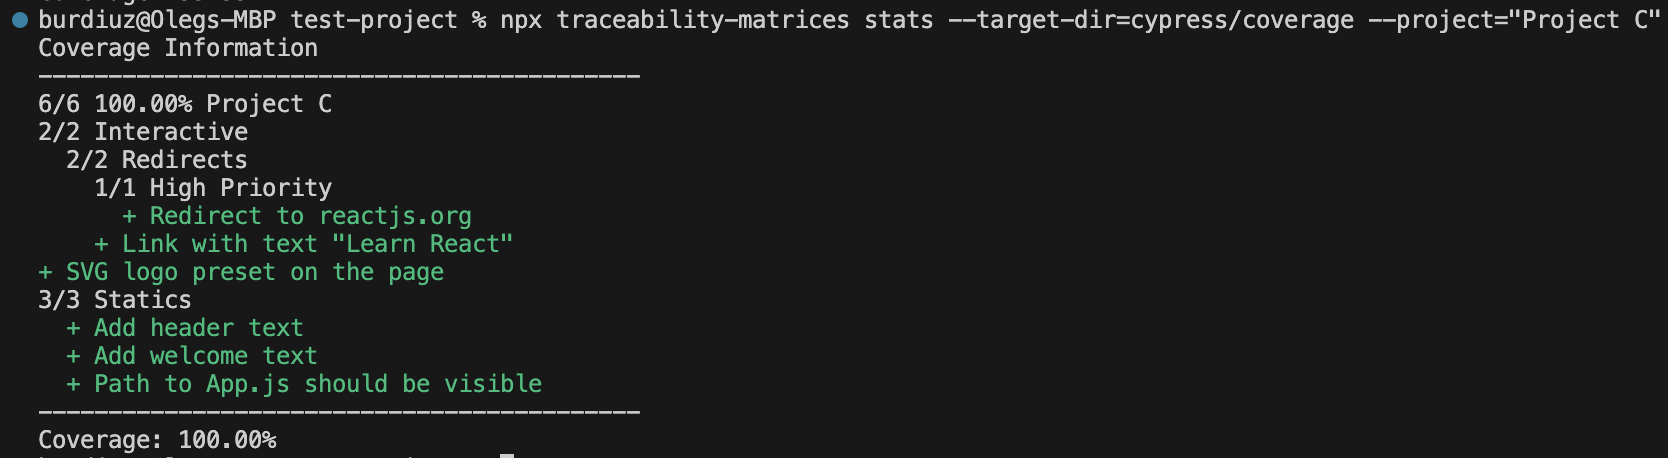 burdiuz@Olegs-MBP test-project % npx traceability-matrices stats --target-dir=cypress/coverage --project="Project C"
Coverage Information
-------------------------------------------
6/6 100.00% Project C
2/2 Interactive
  2/2 Redirects
    1/1 High Priority
      + Redirect to reactjs.org
    + Link with text "Learn React"
+ SVG logo preset on the page
3/3 Statics
  + Add header text
  + Add welcome text
  + Path to App.js should be visible
-------------------------------------------
Coverage: 100.00%